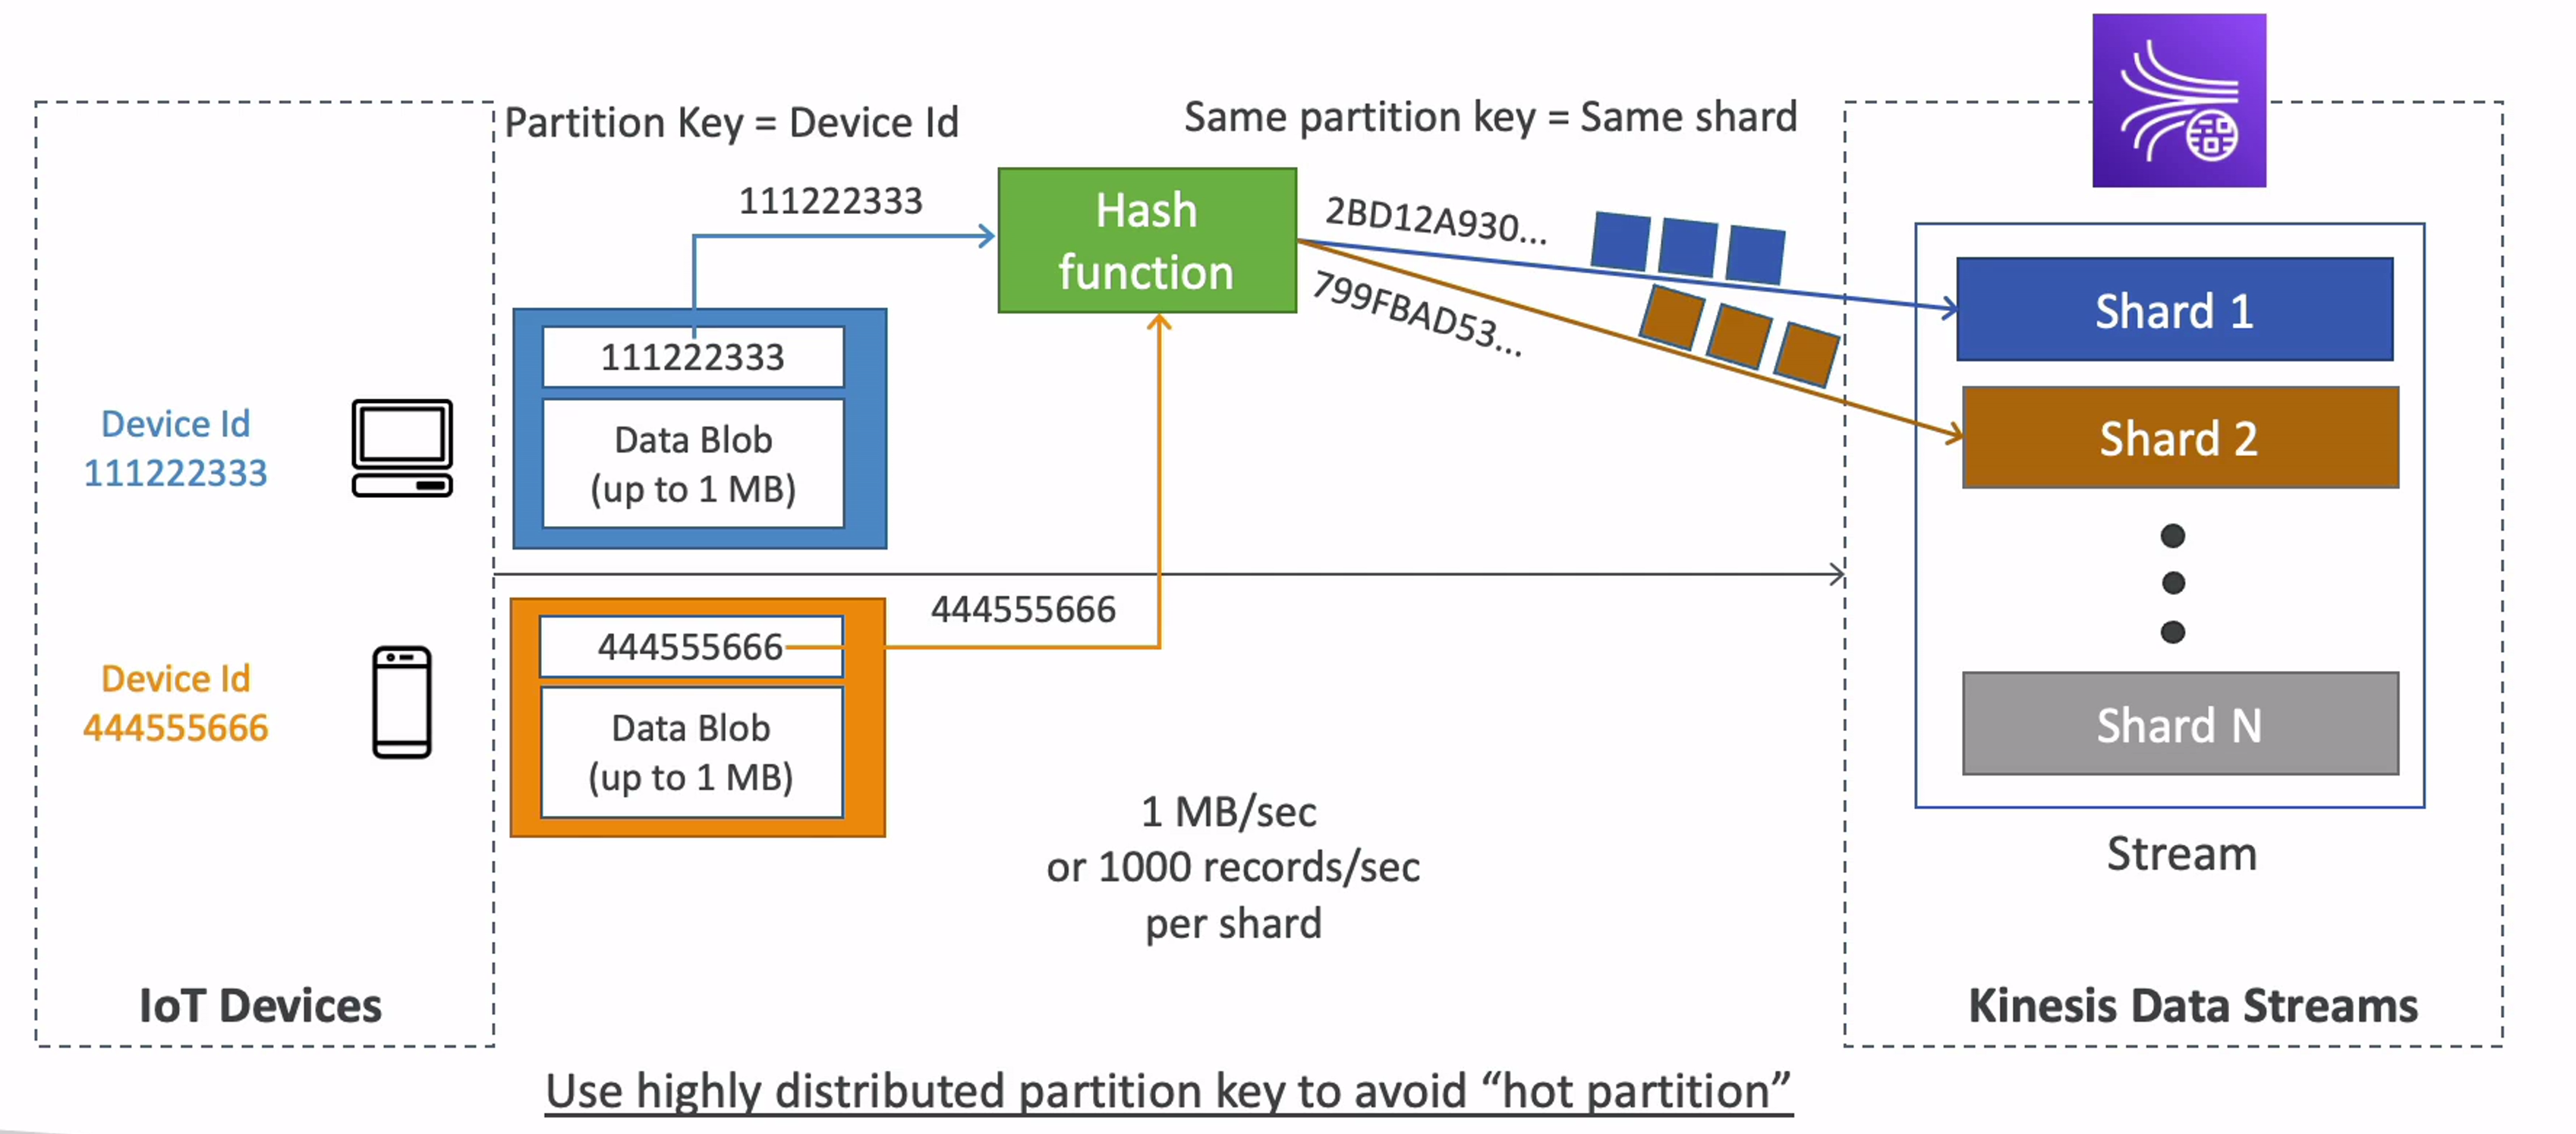 Partition Key = Device Id
Same partition key = Same shard
111222333
Hash
function
2BD12A930...
799FBAD53...
Device Id
111222333
111222333
Data Blob
(up to 1 MB)
Device Id
444555666
444555666
Data Blob
(up to 1 MB)
444555666
1 MB/sec
or 1000 records/sec
per shard
Shard 1
Shard 2
Shard N
Stream
IoT Devices
Kinesis Data Streams
Use highly distributed partition key to avoid “hot partition”